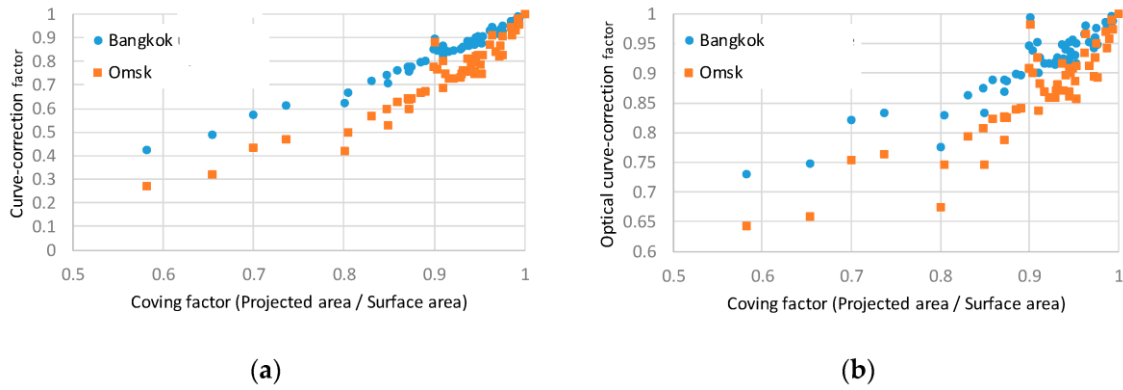 1
0.9
0.8
0.7
0.6
0.5
0.4
0.3
0.2
0.1
0
Curve-correction factor
Bangkok
Omsk
0.5 0.6 0.7 0.8 0.9 1
Coving factor (Projected area / Surface area)
(a)
1
0.95
0.9
0.85
0.8
0.75
0.7
0.65
0.6
Optical curve-correction factor
Bangkok
Omsk
0.5 0.6 0.7 0.8 0.9 1
Coving factor (Projected area / Surface area)
(b)